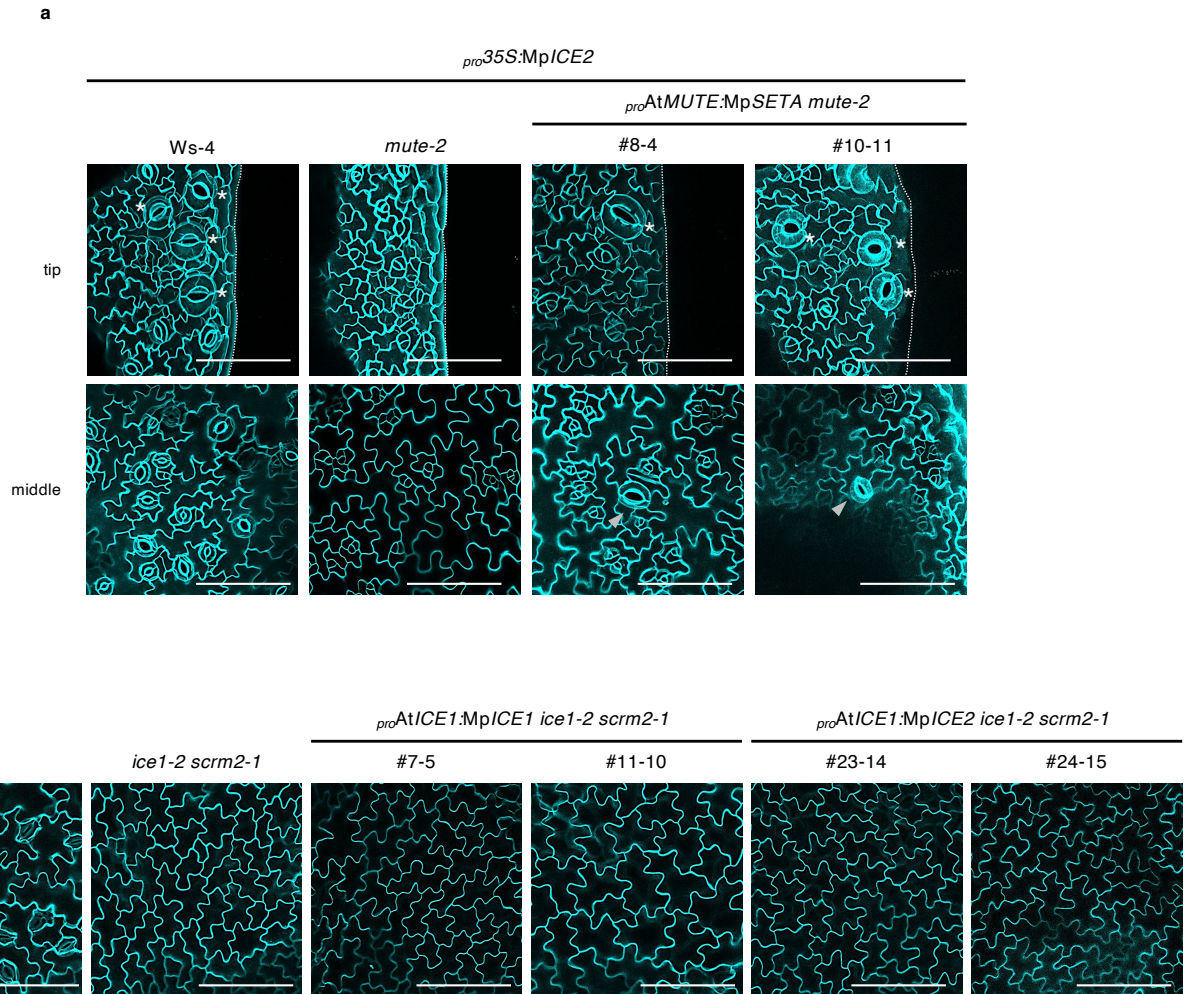 a
pro35S:MpICE2
proAtMUTE:MpSETA mute-2
Ws-4 mute-2 #8-4 #10-11
tip
middle
proAtICE1:MpICE1 ice1-2 scrm2-1 proAtICE1:MpICE2 ice1-2 scrm2-1
ice1-2 scrm2-1 #7-5 #11-10 #23-14 #24-15